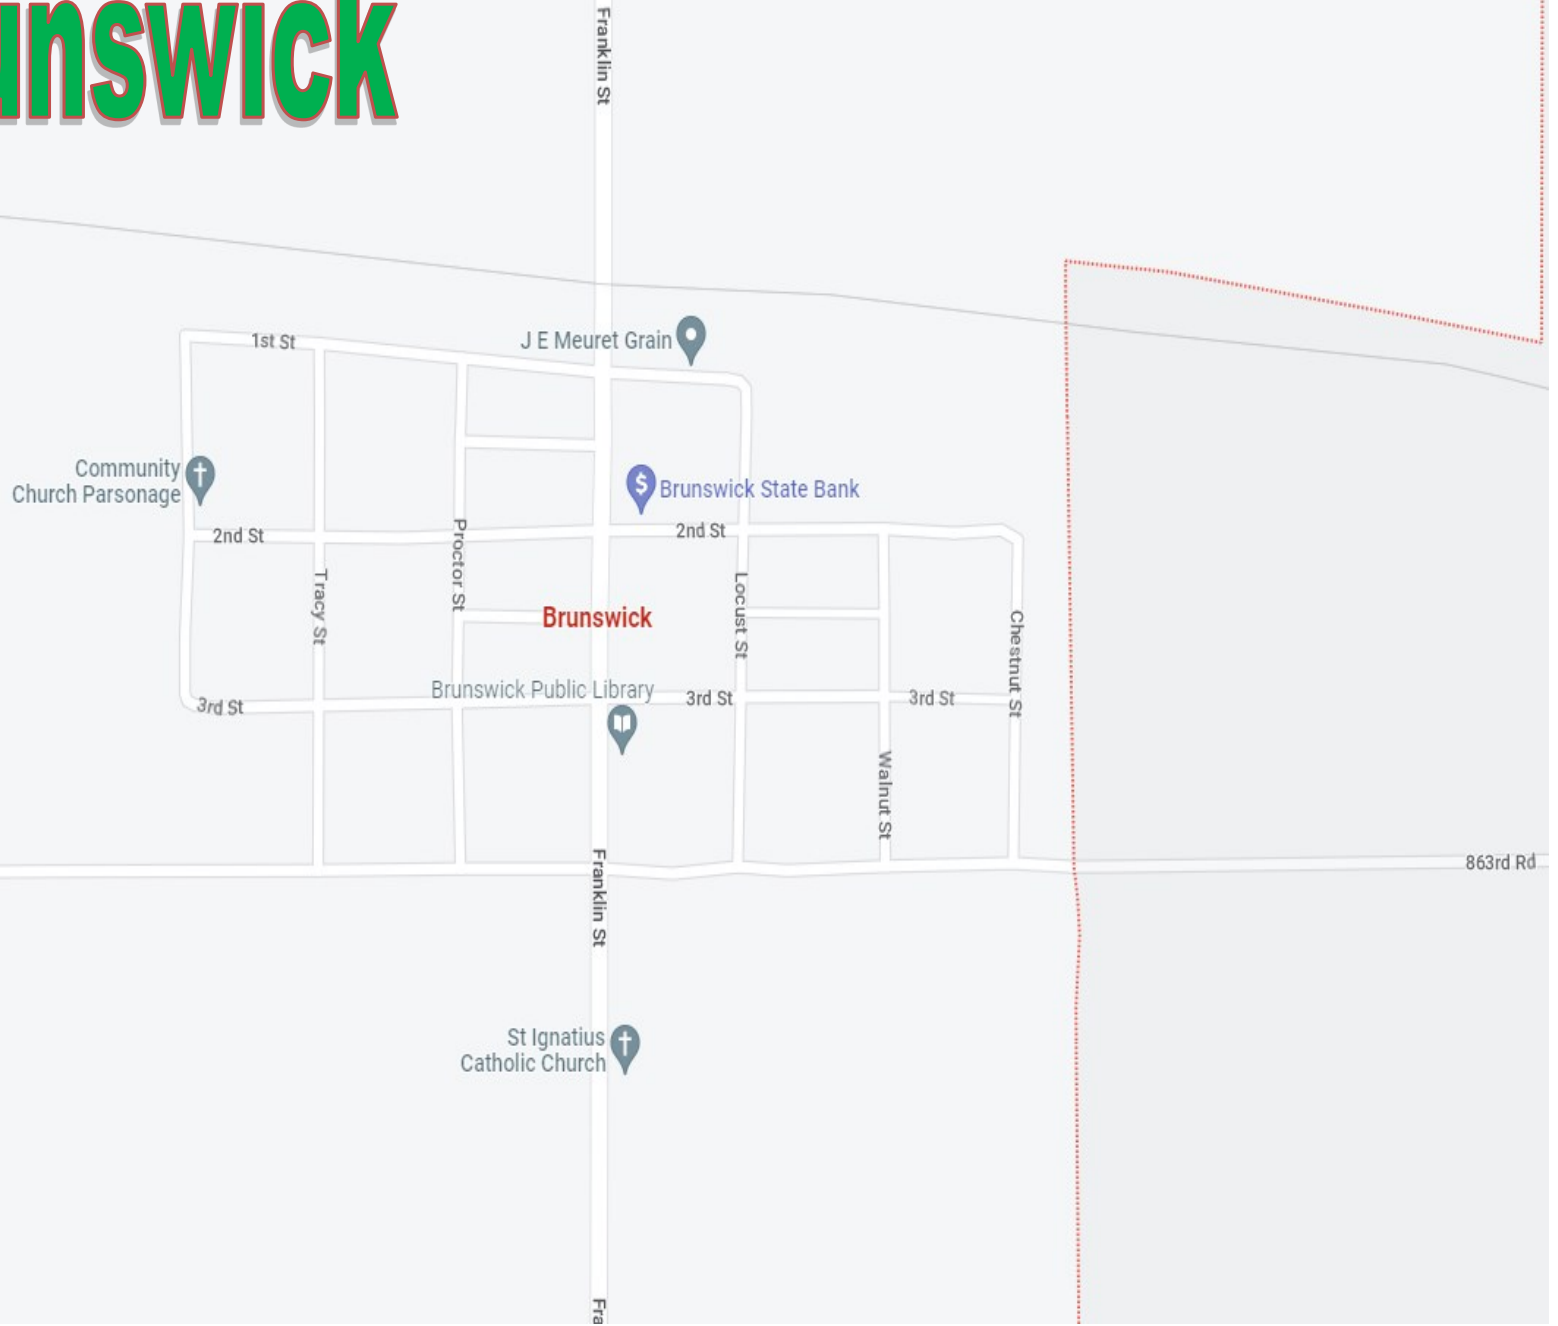 unswick
Franklin St
1st St
J E Meuret Grain
Community
Church Parsonage
Brunswick State Bank
2nd St
2nd St
Proctor St
Tracy St
Locust St
Brunswick
Chestnut St
Brunswick Public Library
3rd St
3rd St
3rd St
Walnut St
863rd Rd
Franklin St
St Ignatius
Catholic Church
Fra